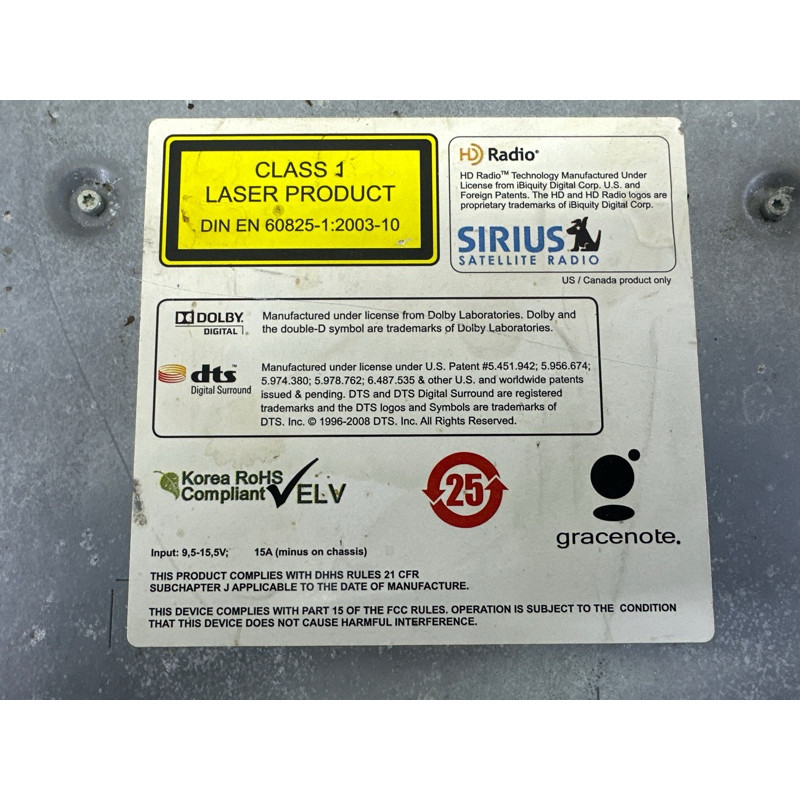 CLASS 1
LASER PRODUCT
DIN EN 60825-1:2003-10
HD Radio®
HD Radio™ Technology Manufactured Under
License from iBiquity Digital Corp. U.S. and
Foreign Patents. The HD and HD Radio logos are
proprietary trademarks of iBiquity Digital Corp.
SIRIUS
SATELLITE RADIO
US / Canada product only
DOLBY
DIGITAL
Manufactured under license from Dolby Laboratories. Dolby and
the double-D symbol are trademarks of Dolby Laboratories.
dts™
Digital Surround
Manufactured under license under U.S. Patent #5.451.942; 5.956.674;
5.974.380; 5.978.762; 6.487.535 & other U.S. and worldwide patents
issued & pending. DTS and DTS Digital Surround are registered
trademarks and the DTS logos and Symbols are trademarks of
DTS. Inc. © 1996-2008 DTS. Inc. All Rights Reserved.
Korea RoHS
Compliant
ELV
25
gracenote.
Input: 9,5-15,5V; 15A (minus on chassis)
THIS PRODUCT COMPLIES WITH DHHS RULES 21 CFR
SUBCHAPTER J APPLICABLE TO THE DATE OF MANUFACTURE.
THIS DEVICE COMPLIES WITH PART 15 OF THE FCC RULES. OPERATION IS SUBJECT TO THE CONDITION
THAT THIS DEVICE DOES NOT CAUSE HARMFUL INTERFERENCE.